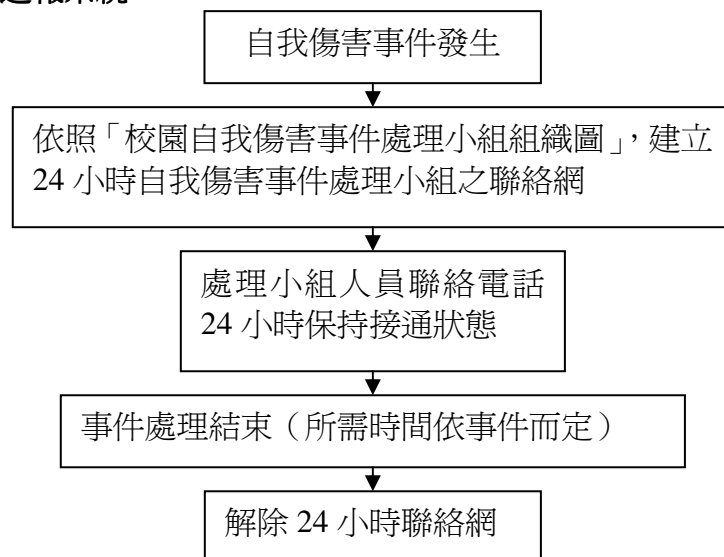 自我傷害事件發生
依照「校園自我傷害事件處理小組組織圖」，建立
24 小時自我傷害事件處理小組之聯絡網
處理小組人員聯絡電話
24 小時保持接通狀態
事件處理結束（所需時間依事件而定）
解除 24 小時聯絡網